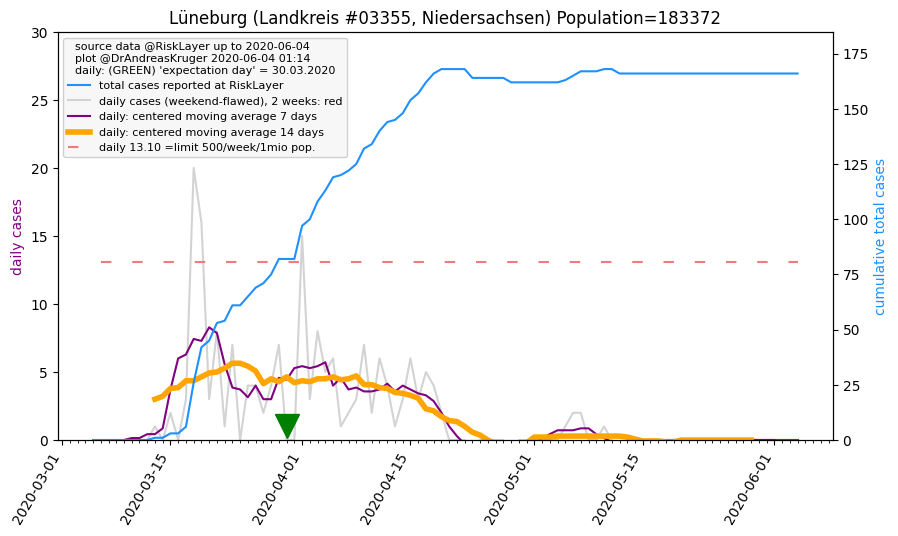 Lüneburg (Landkreis #03355, Niedersachsen) Population=183372
source data @RiskLayer up to 2020-06-04
plot @DrAndreasKruger 2020-06-04 01:14
daily: (GREEN) 'expectation day' = 30.03.2020
total cases reported at RiskLayer
daily cases (weekend-flawed), 2 weeks: red
daily: centered moving average 7 days
daily: centered moving average 14 days
daily 13.10 =limit 500/week/1mio pop.
daily cases
30
25
20
15
10
5
0
cumulative total cases
175
150
125
100
75
50
25
0
2020-03-01
2020-03-15
2020-04-01
2020-04-15
2020-05-01
2020-05-15
2020-06-01